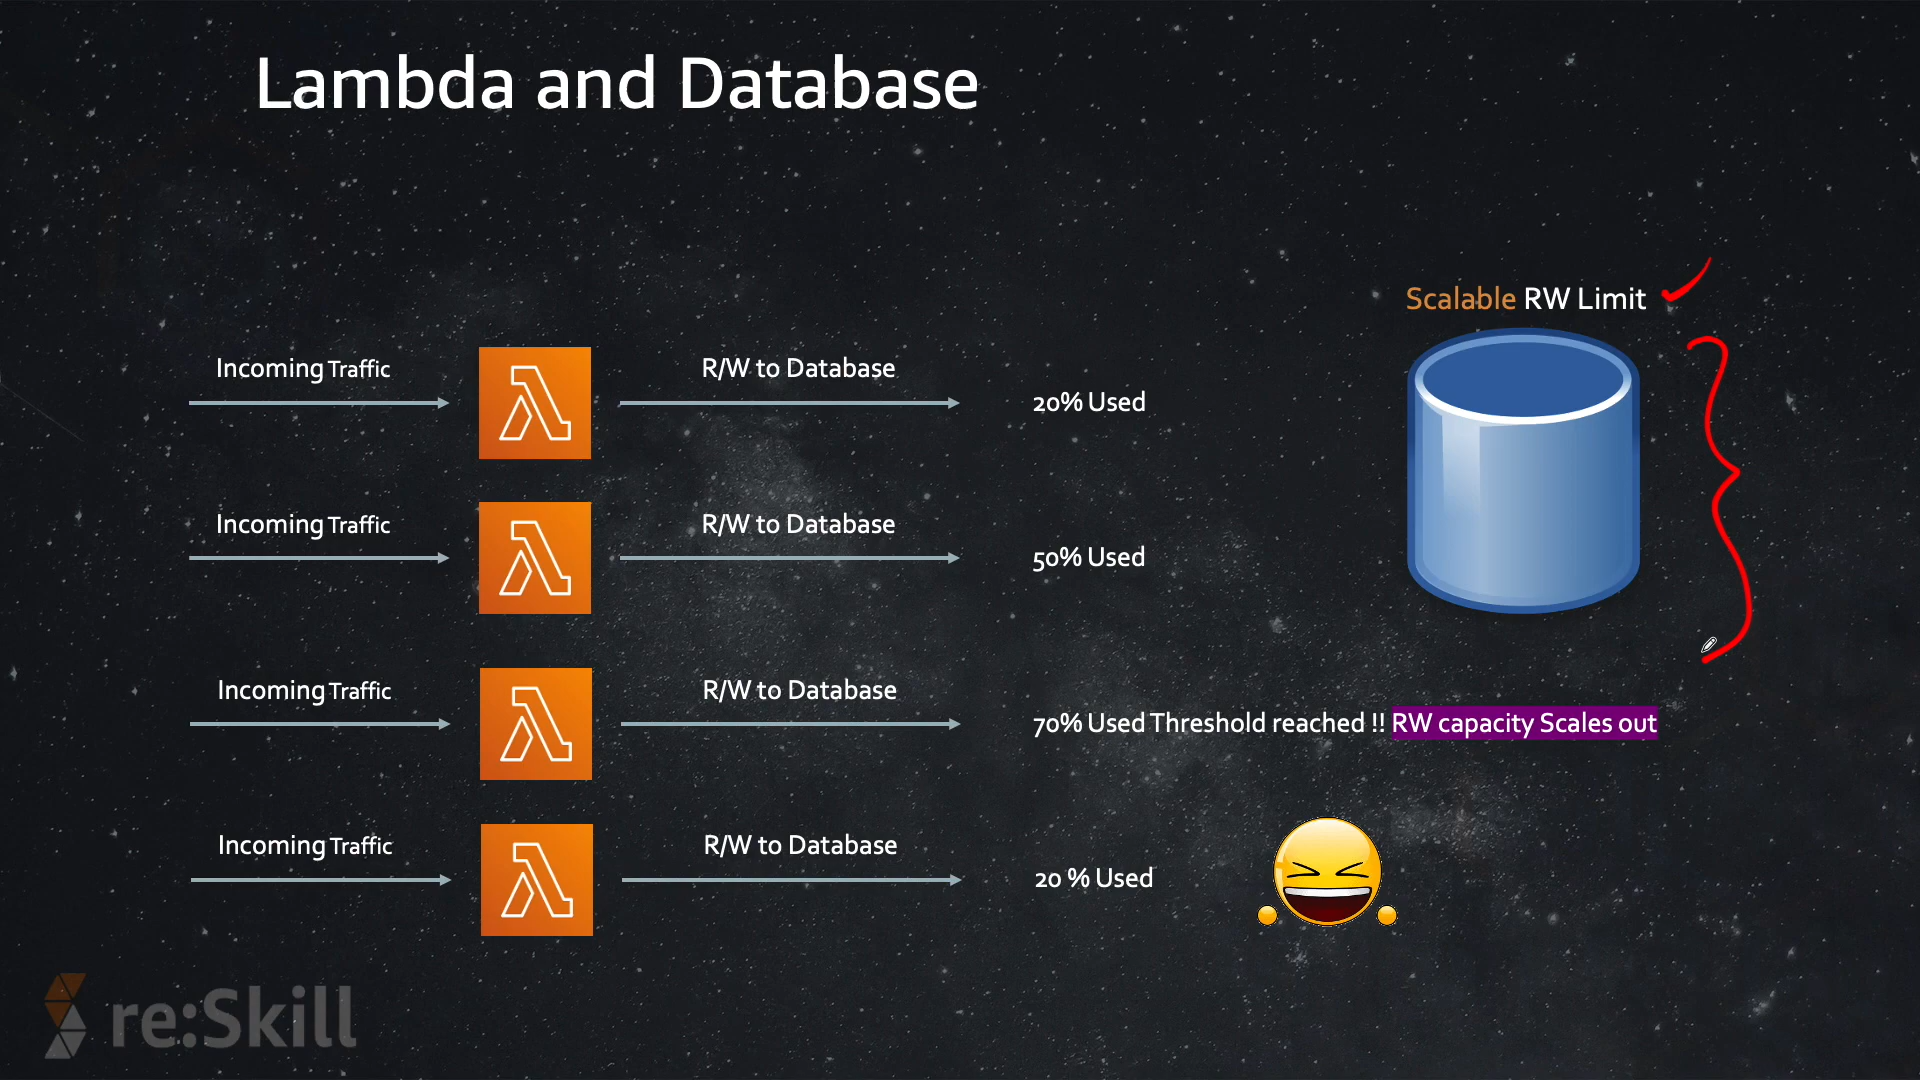 Lambda and Database
Scalable RW Limit
Incoming Traffic
R/W to Database
20% Used
Incoming Traffic
R/W to Database
50% Used
Incoming Traffic
R/W to Database
70% Used Threshold reached !! RW capacity Scales out
Incoming Traffic
R/W to Database
20 % Used
re:Skill